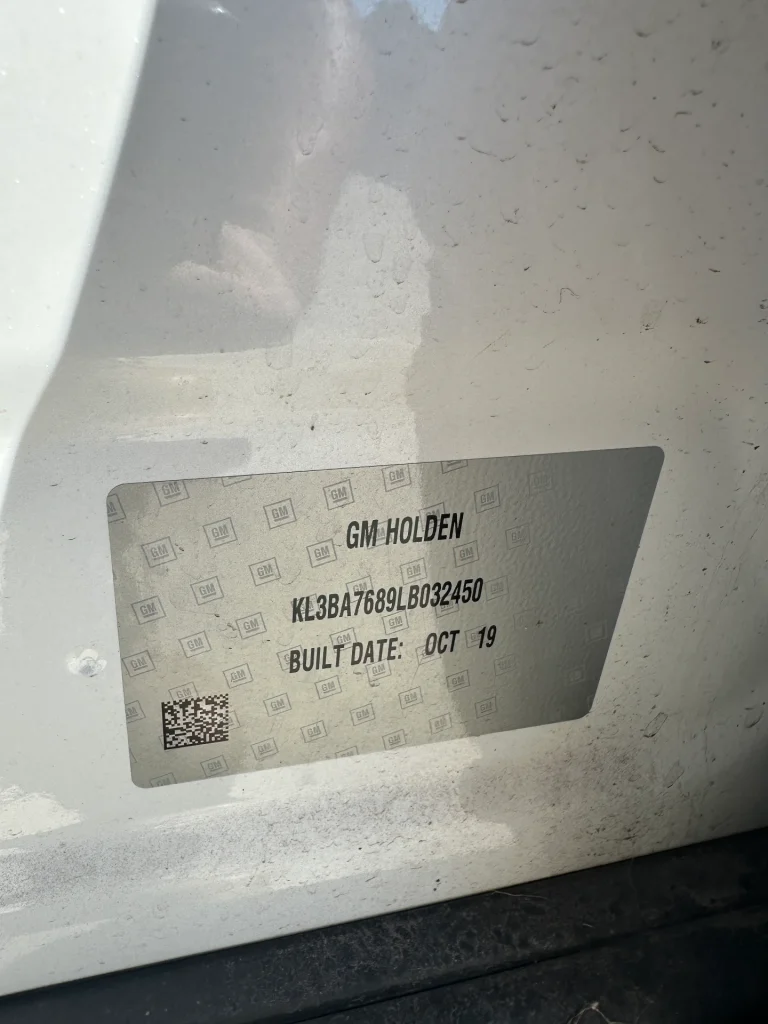 GM HOLDEN
KL3BA7689LB032450
BUILT DATE: OCT 19